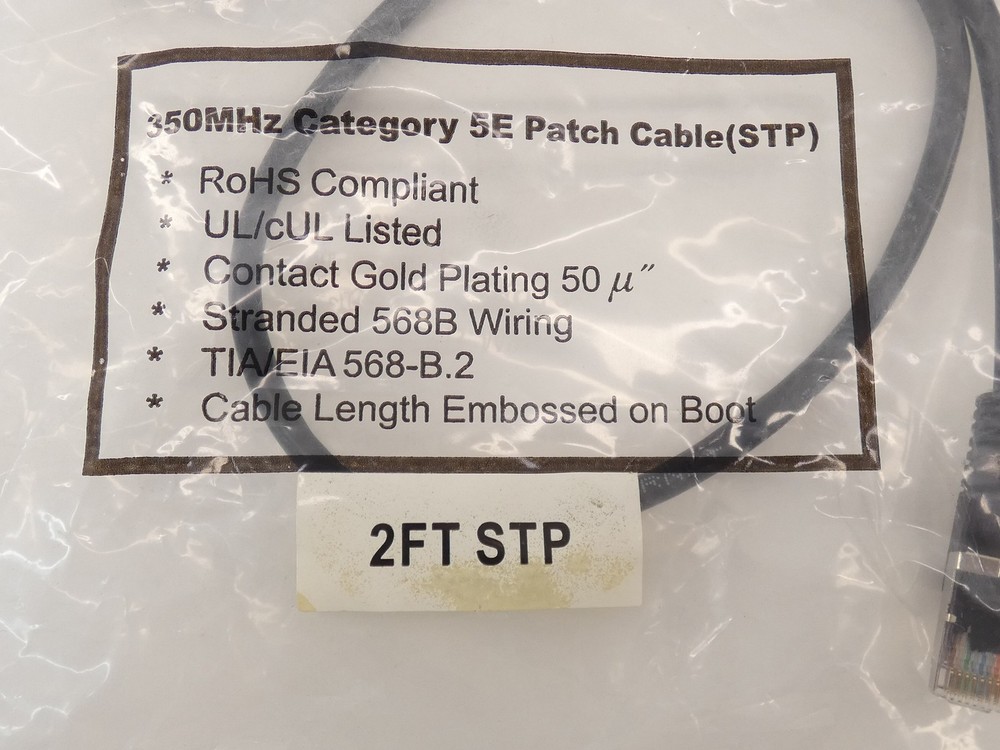 350MHz Category 5E Patch Cable(STP)
* RoHS Compliant
* UL/cUL Listed
* Contact Gold Plating 50 µ″
* Stranded 568B Wiring
* TIA/EIA 568-B.2
* Cable Length Embossed on Boot
2FT STP